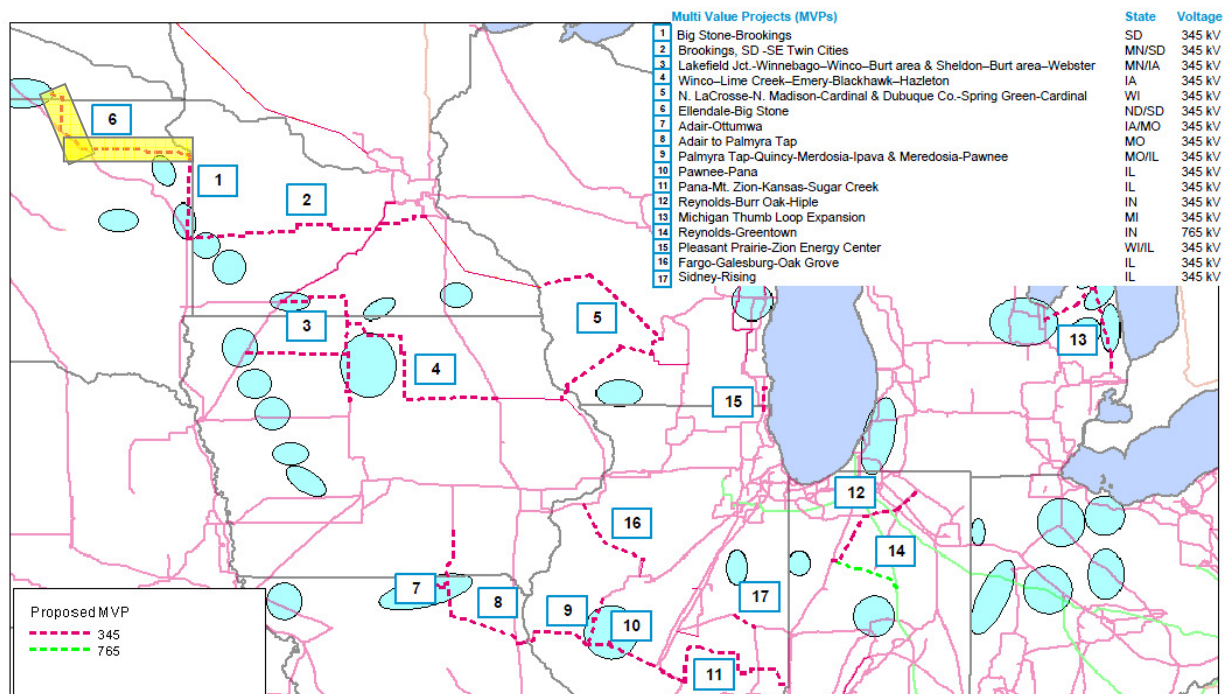 Multi Value Projects (MVPs) State Voltage
1 Big Stone-Brookings SD 345 kV
2 Brookings, SD -SE Twin Cities MN/SD 345 kV
3 Lakefield Jct.-Winnebago–Winco–Burt area & Sheldon–Burt area–Webster MN/IA 345 kV
4 Winco–Lime Creek–Emery-Blackhawk–Hazleton IA 345 kV
5 N. LaCrosse-N. Madison-Cardinal & Dubuque Co.-Spring Green-Cardinal WI 345 kV
6 Ellendale-Big Stone ND/SD 345 kV
7 Adair-Ottumwa IA/MO 345 kV
8 Adair to Palmyra Tap MO 345 kV
9 Palmyra Tap-Quincy-Merdosia-Ipava & Meredosia-Pawnee MO/IL 345 kV
10 Pawnee-Pana IL 345 kV
11 Pana-Mt. Zion-Kansas-Sugar Creek IL 345 kV
12 Reynolds-Burr Oak-Hiple IN 345 kV
13 Michigan Thumb Loop Expansion MI 345 kV
14 Reynolds-Greentown IN 765 kV
15 Pleasant Prairie-Zion Energy Center WI/IL 345 kV
16 Fargo-Galesburg-Oak Grove IL 345 kV
17 Sidney-Rising IL 345 kV
6
1
2
3
5
13
4
15
12
16
14
7
8
9
10
17
11
Proposed MVP
345
765